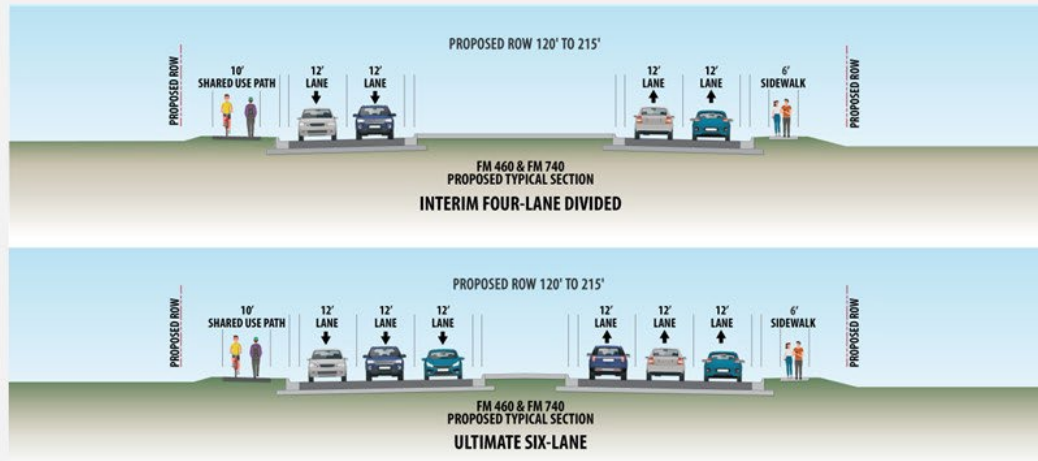 PROPOSED ROW 120' TO 215'
PROPOSED ROW
10'
SHARED USE PATH
12'
LANE
12'
LANE
12'
LANE
12'
LANE
6'
SIDEWALK
PROPOSED ROW
FM 460 & FM 740
PROPOSED TYPICAL SECTION
INTERIM FOUR-LANE DIVIDED
PROPOSED ROW 120' TO 215'
PROPOSED ROW
10'
SHARED USE PATH
12'
LANE
12'
LANE
12'
LANE
12'
LANE
12'
LANE
12'
LANE
6'
SIDEWALK
PROPOSED ROW
FM 460 & FM 740
PROPOSED TYPICAL SECTION
ULTIMATE SIX-LANE